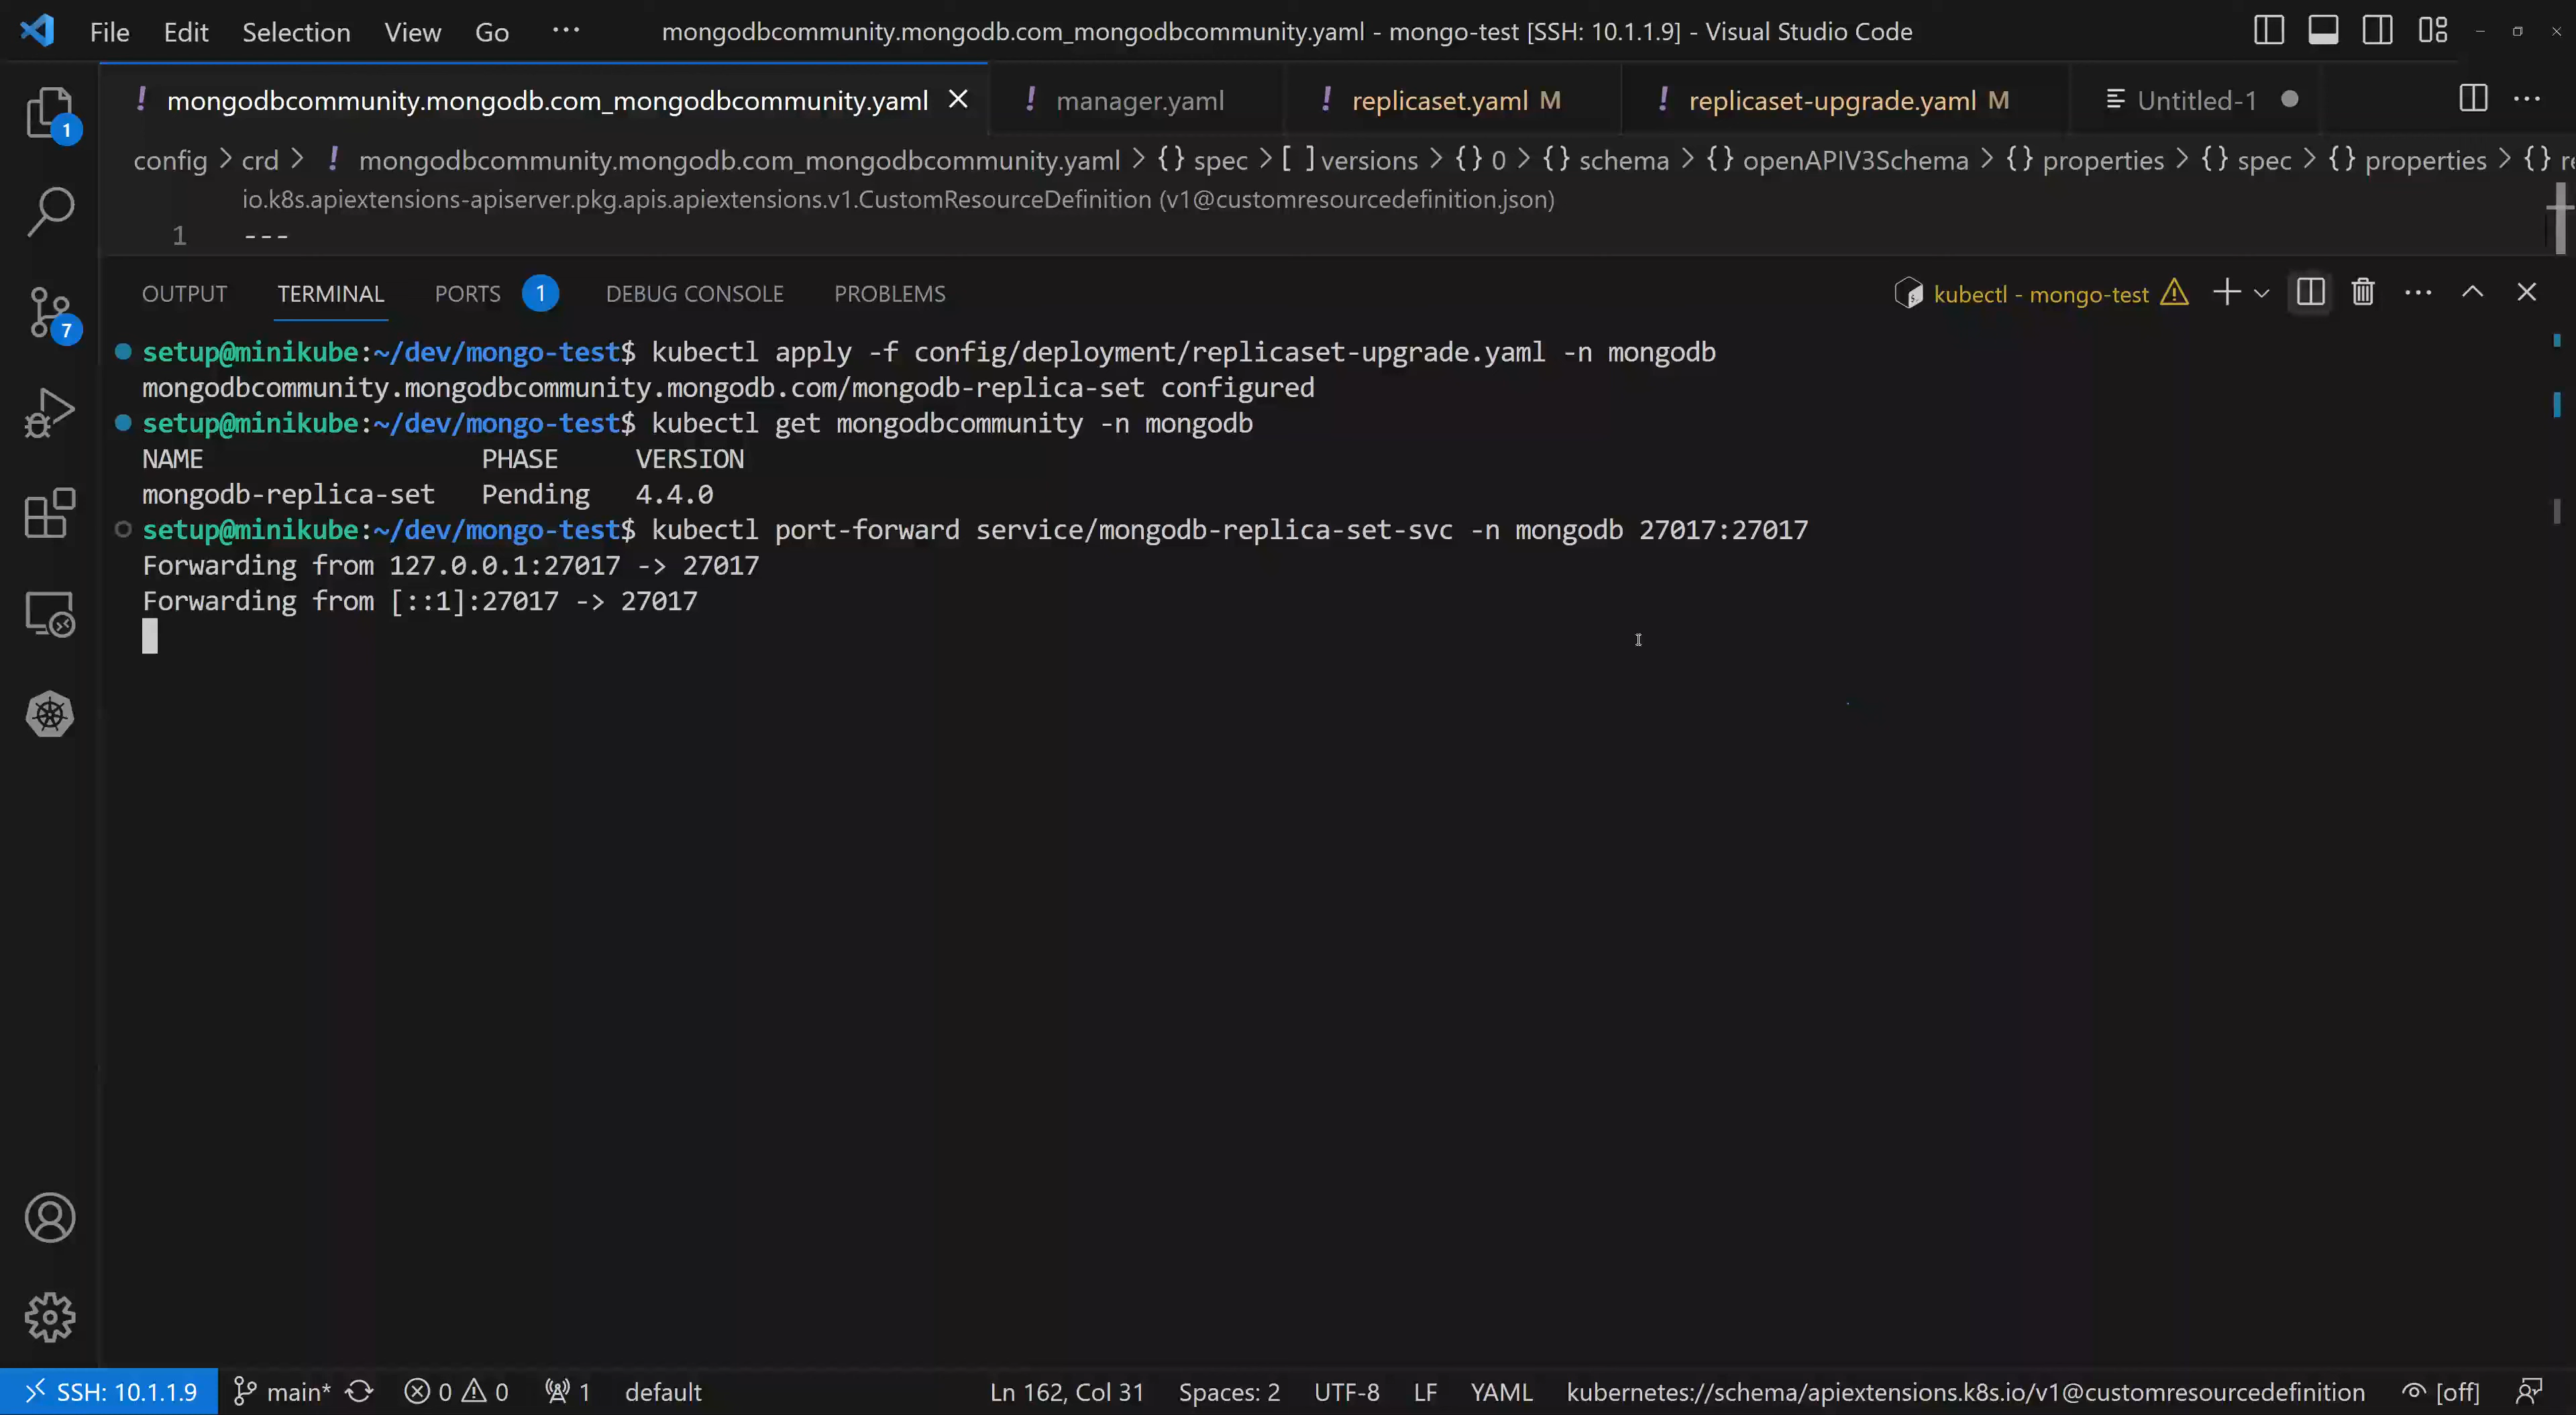 File Edit Selection View Go ··· mongodbcommunity.mongodb.com_mongodbcommunity.yaml - mongo-test [SSH: 10.1.1.9] - Visual Studio Code
! mongodbcommunity.mongodb.com_mongodbcommunity.yaml ! manager.yaml ! replicaset.yaml M ! replicaset-upgrade.yaml M Untitled-1
config > crd > ! mongodbcommunity.mongodb.com_mongodbcommunity.yaml > {} spec > [ ] versions > {} 0 > {} schema > {} openAPIV3Schema > {} properties > {} spec > {} properties > {} re
io.k8s.apiextensions-apiserver.pkg.apis.apiextensions.v1.CustomResourceDefinition (v1@customresourcedefinition.json)
1 ---
OUTPUT TERMINAL PORTS 1 DEBUG CONSOLE PROBLEMS kubectl - mongo-test
setup@minikube:~/dev/mongo-test$ kubectl apply -f config/deployment/replicaset-upgrade.yaml -n mongodb
mongodbcommunity.mongodbcommunity.mongodb.com/mongodb-replica-set configured
setup@minikube:~/dev/mongo-test$ kubectl get mongodbcommunity -n mongodb
NAME PHASE VERSION
mongodb-replica-set Pending 4.4.0
setup@minikube:~/dev/mongo-test$ kubectl port-forward service/mongodb-replica-set-svc -n mongodb 27017:27017
Forwarding from 127.0.0.1:27017 -> 27017
Forwarding from [::1]:27017 -> 27017
1
7
SSH: 10.1.1.9 main* 0 0 1 default Ln 162, Col 31 Spaces: 2 UTF-8 LF YAML kubernetes://schema/apiextensions.k8s.io/v1@customresourcedefinition [off]